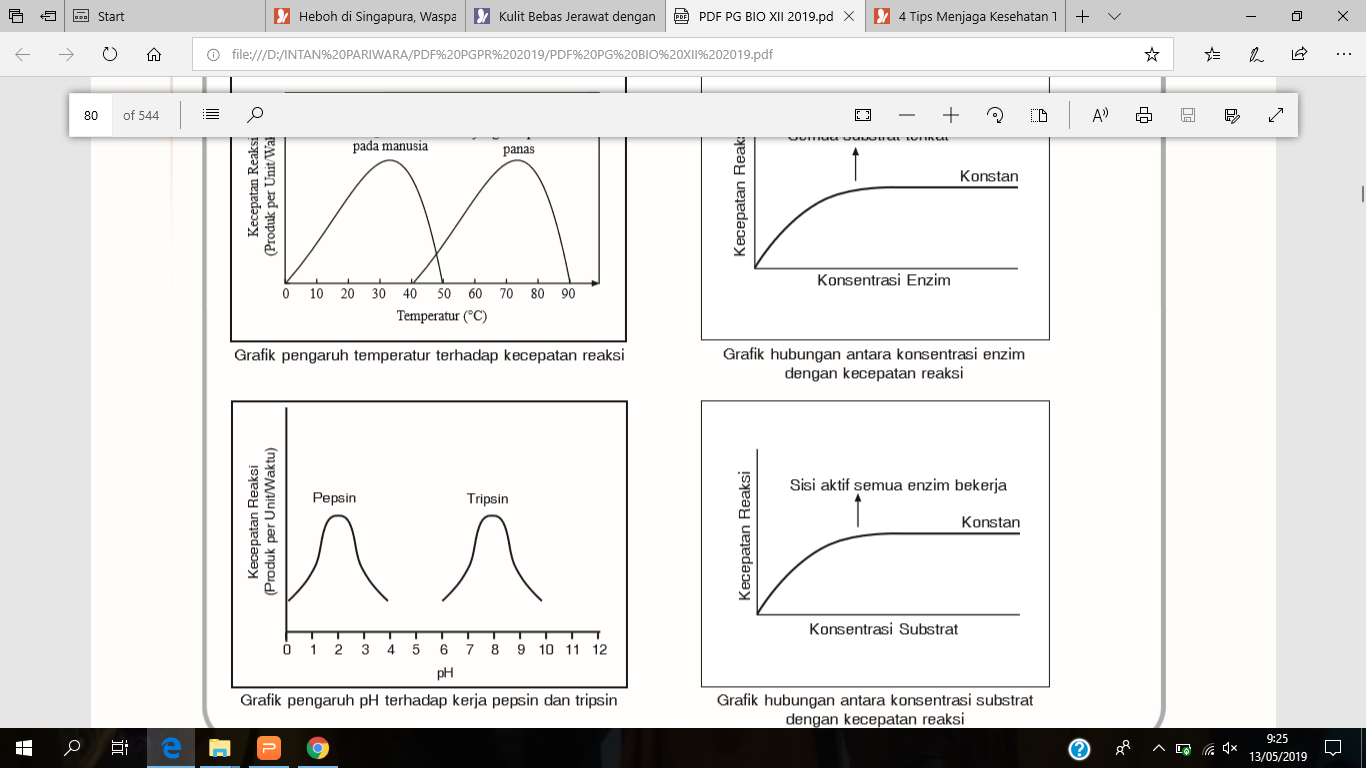 Start
Heboh di Singapura, Waspa
Kulit Bebas Jerawat dengan
PDF PG BIO XII 2019.pd
4 Tips Menjaga Kesehatan T
file:///D:/INTAN%20PARIWARA/PDF%20PGPR%202019/PDF%20PG%20BIO%20XII%202019.pdf
80 of 544
Kecepatan Reaksi
(Produk per Unit/Wak
pada manusia
panas
0 10 20 30 40 50 60 70 80 90
Temperatur (°C)
Grafik pengaruh temperatur terhadap kecepatan reaksi
Kecepatan Reak
Konstan
Konsentrasi Enzim
Grafik hubungan antara konsentrasi enzim
dengan kecepatan reaksi
Kecepatan Reaksi
(Produk per Unit/Waktu)
Pepsin
Tripsin
0 1 2 3 4 5 6 7 8 9 10 11 12
pH
Grafik pengaruh pH terhadap kerja pepsin dan tripsin
Kecepatan Reaksi
Sisi aktif semua enzim bekerja
Konstan
Konsentrasi Substrat
Grafik hubungan antara konsentrasi substrat
dengan kecepatan reaksi
9:25
13/05/2019